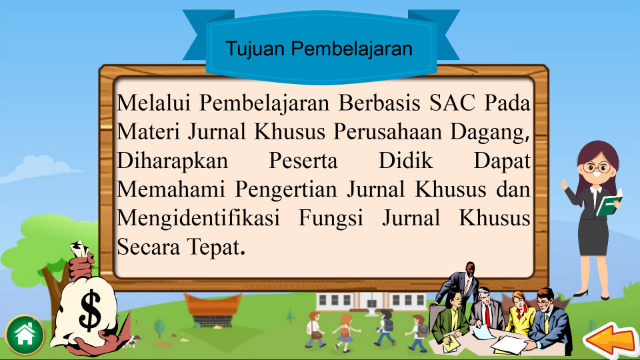 Tujuan Pembelajaran
Melalui Pembelajaran Berbasis SAC Pada
Materi Jurnal Khusus Perusahaan Dagang,
Diharapkan Peserta Didik Dapat
Memahami Pengertian Jurnal Khusus dan
Mengidentifikasi Fungsi Jurnal Khusus
Secara Tepat.
$